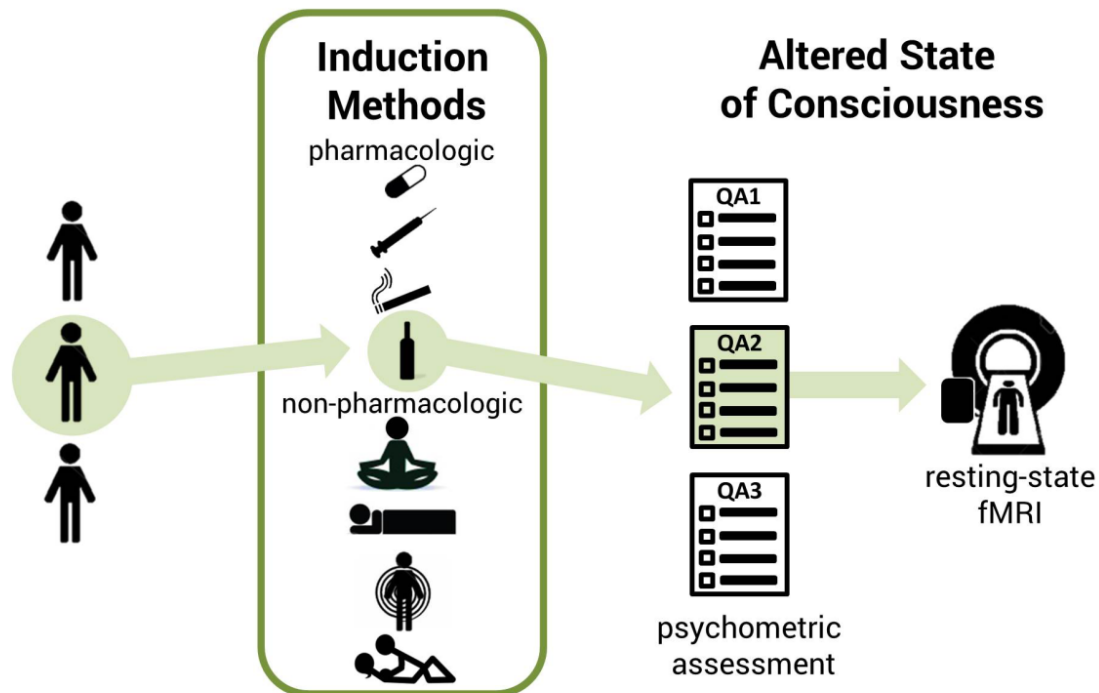 Induction
Methods
pharmacologic
non-pharmacologic
Altered State
of Consciousness
QA1
QA2
QA3
psychometric
assessment
resting-state
fMRI